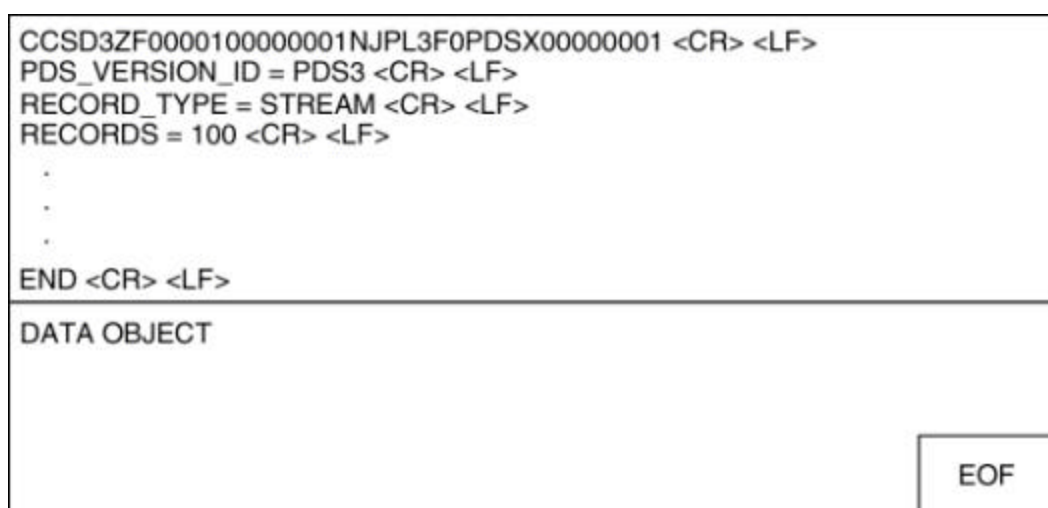 CCSD3ZF0000100000001NJPL3F0PDSX00000001 <CR> <LF>
PDS_VERSION_ID = PDS3 <CR> <LF>
RECORD_TYPE = STREAM <CR> <LF>
RECORDS = 100 <CR> <LF>
.
.
.
END <CR> <LF>
DATA OBJECT
EOF